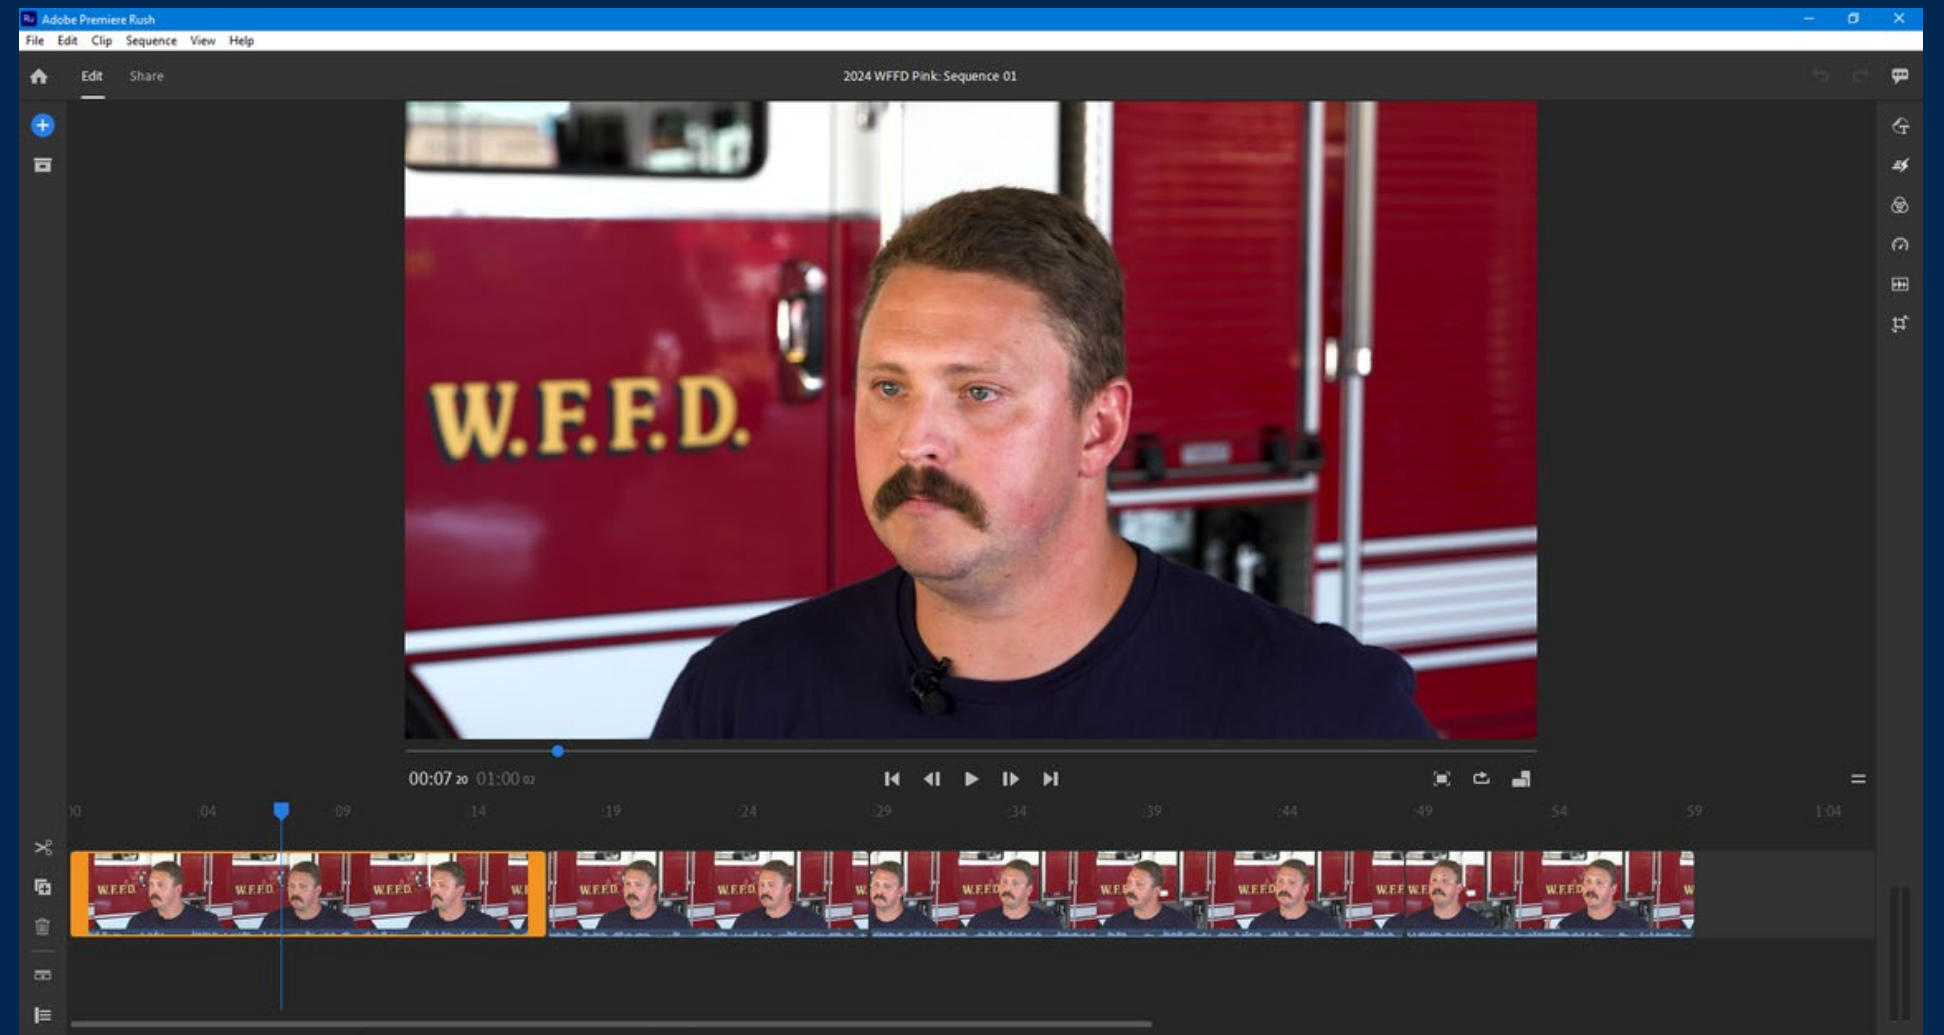 Ru Adobe Premiere Rush
File Edit Clip Sequence View Help
Edit Share 2024 WFFD Pink: Sequence 01
W.F.F.D.
00:07 20 01:00 02
:04 :09 :14 :19 :24 :29 :34 :39 :44 :49 :54 :59 1:04
W.F.F.D. W.F.F.D. W.F.F.D. W.F.F.D. W.F.F.D. W.F.F.D. W.F.F.D. W.F.F.D.